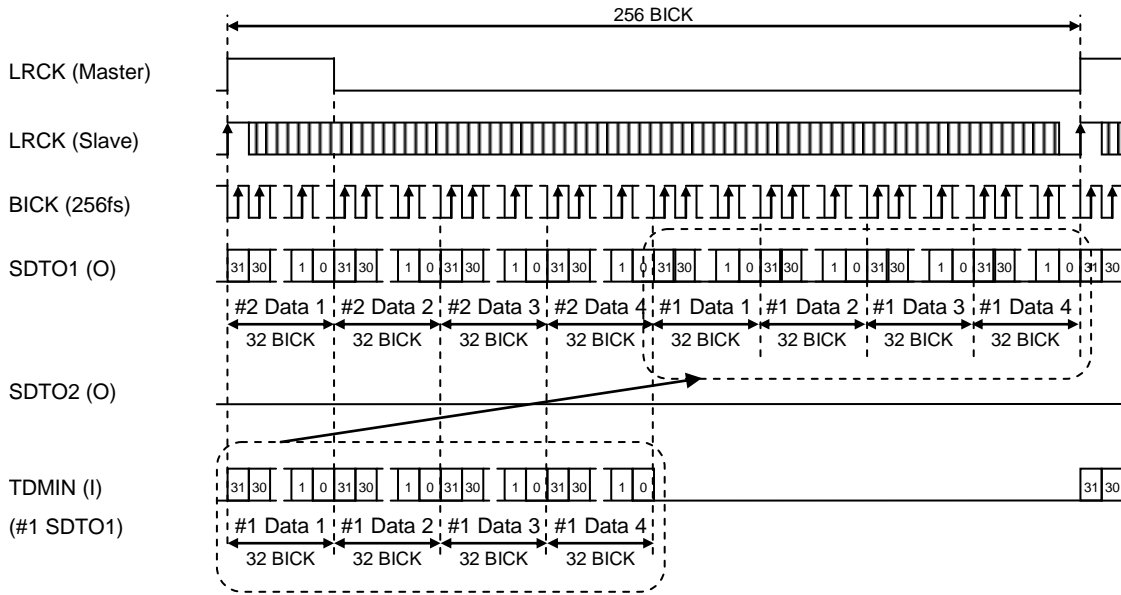 256 BICK
LRCK (Master)
LRCK (Slave)
BICK (256fs)
SDTO1 (O)
31 30 1 0 31 30 1 0 31 30 1 0 31 30 1 0 31 30 1 0 31 30 1 0 31 30 1 0 31 30 1 0 31 30
#2 Data 1 #2 Data 2 #2 Data 3 #2 Data 4 #1 Data 1 #1 Data 2 #1 Data 3 #1 Data 4
32 BICK 32 BICK 32 BICK 32 BICK 32 BICK 32 BICK 32 BICK 32 BICK
SDTO2 (O)
TDMIN (I)
31 30 1 0 31 30 1 0 31 30 1 0 31 30 1 0 31 30
(#1 SDTO1)
#1 Data 1 #1 Data 2 #1 Data 3 #1 Data 4
32 BICK 32 BICK 32 BICK 32 BICK